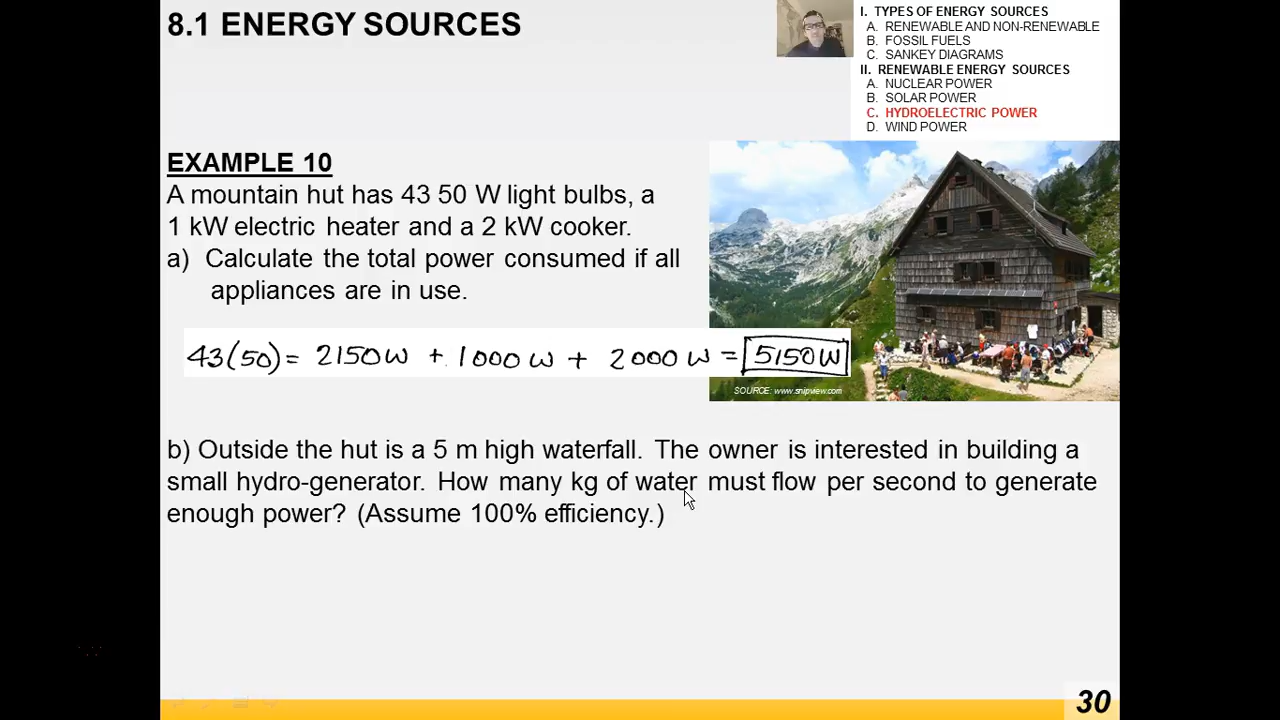 8.1 ENERGY SOURCES
I. TYPES OF ENERGY SOURCES
A. RENEWABLE AND NON-RENEWABLE
B. FOSSIL FUELS
C. SANKEY DIAGRAMS
II. RENEWABLE ENERGY SOURCES
A. NUCLEAR POWER
B. SOLAR POWER
C. HYDROELECTRIC POWER
D. WIND POWER
EXAMPLE 10
A mountain hut has 43 50 W light bulbs, a
1 kW electric heater and a 2 kW cooker.
a) Calculate the total power consumed if all
appliances are in use.
43(50) = 2150 W + 1000 W + 2000 W = 5150 W
SOURCE: www.snipview.com
b) Outside the hut is a 5 m high waterfall. The owner is interested in building a
small hydro-generator. How many kg of water must flow per second to generate
enough power? (Assume 100% efficiency.)
30